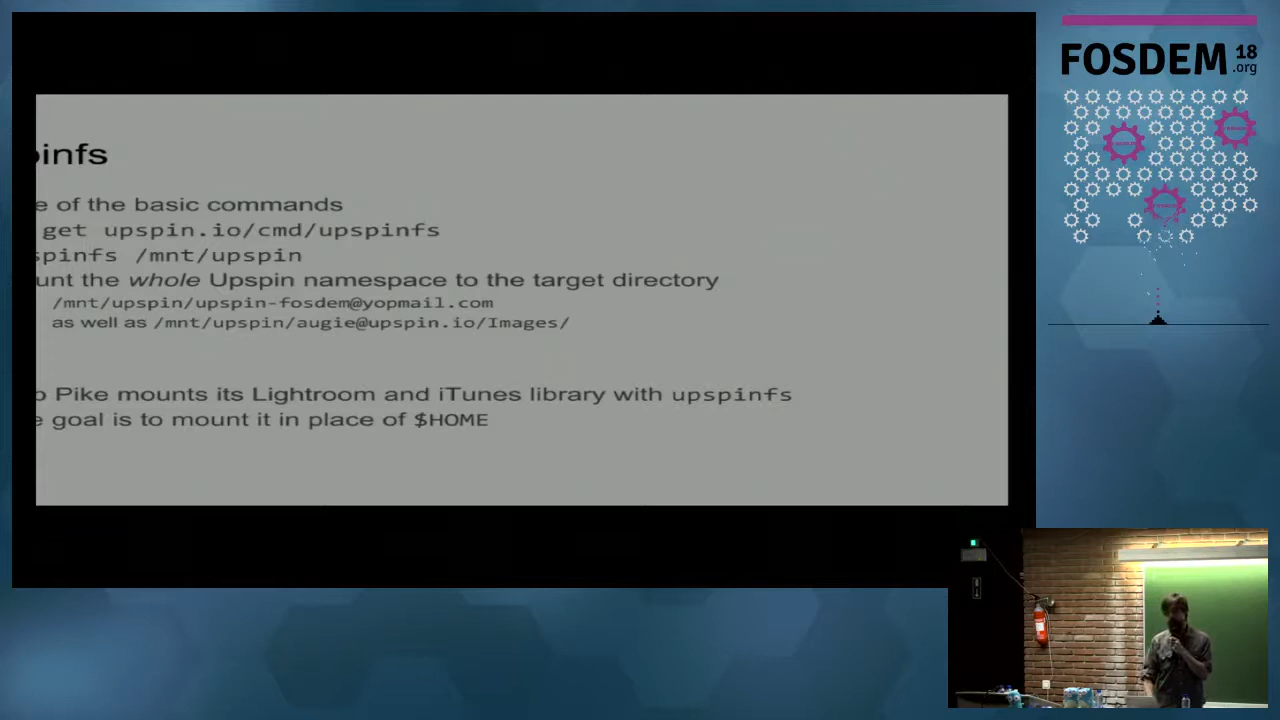 pinfs
e of the basic commands
get upspin.io/cmd/upspinfs
spinfs /mnt/upspin
unt the whole Upspin namespace to the target directory
/mnt/upspin/upspin-fosdem@yopmail.com
as well as /mnt/upspin/augie@upspin.io/Images/
Pike mounts its Lightroom and iTunes library with upspinfs
e goal is to mount it in place of $HOME
FOSDEM 18
.org